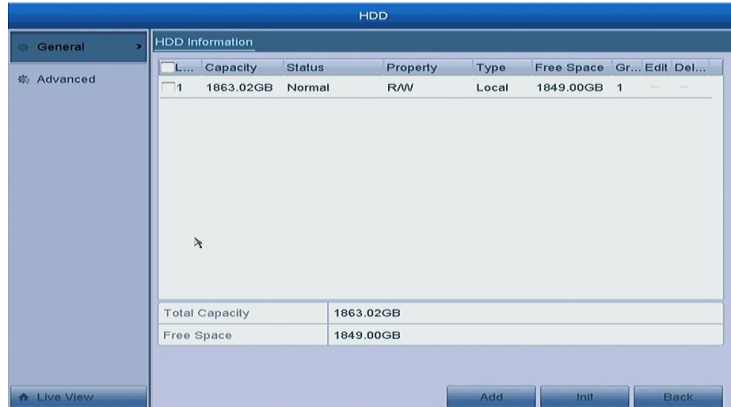 HDD
General
Advanced
HDD Information
L... Capacity Status Property Type Free Space Gr... Edit Del...
1 1863.02GB Normal R/W Local 1849.00GB 1 — —
Total Capacity 1863.02GB
Free Space 1849.00GB
Live View
Add Init Back